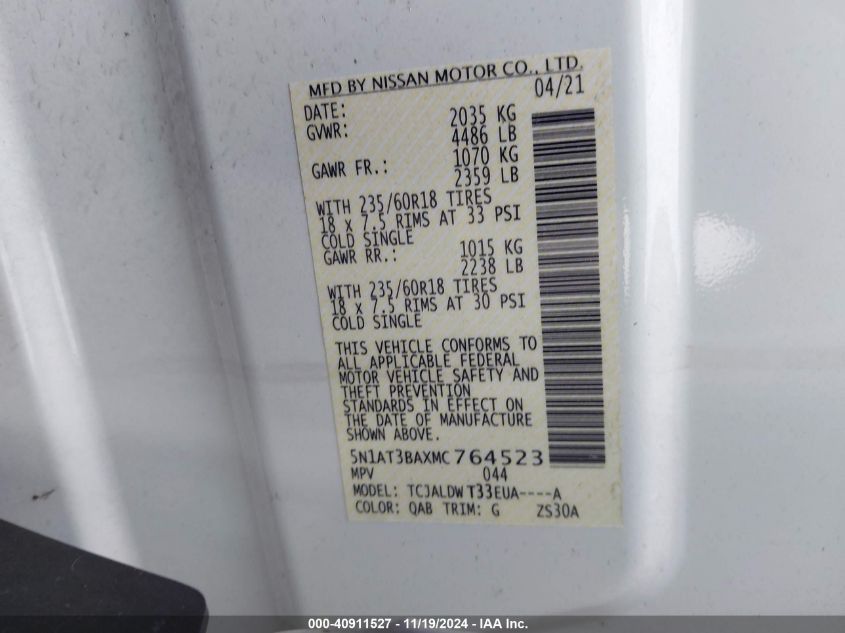 MFD BY NISSAN MOTOR CO., LTD.
DATE: 04/21
GVWR: 2035 KG
4486 LB
GAWR FR.: 1070 KG
2359 LB
WITH 235/60R18 TIRES
18 x 7.5 RIMS AT 33 PSI
COLD SINGLE
GAWR RR.: 1015 KG
2238 LB
WITH 235/60R18 TIRES
18 x 7.5 RIMS AT 30 PSI
COLD SINGLE
THIS VEHICLE CONFORMS TO
ALL APPLICABLE FEDERAL
MOTOR VEHICLE SAFETY AND
THEFT PREVENTION
STANDARDS IN EFFECT ON
THE DATE OF MANUFACTURE
SHOWN ABOVE.
5N1AT3BAXMC764523
MPV 044
MODEL: TCJALDW T33EUA----A
COLOR: QAB TRIM: G ZS30A
000-40911527 - 11/19/2024 - IAA Inc.